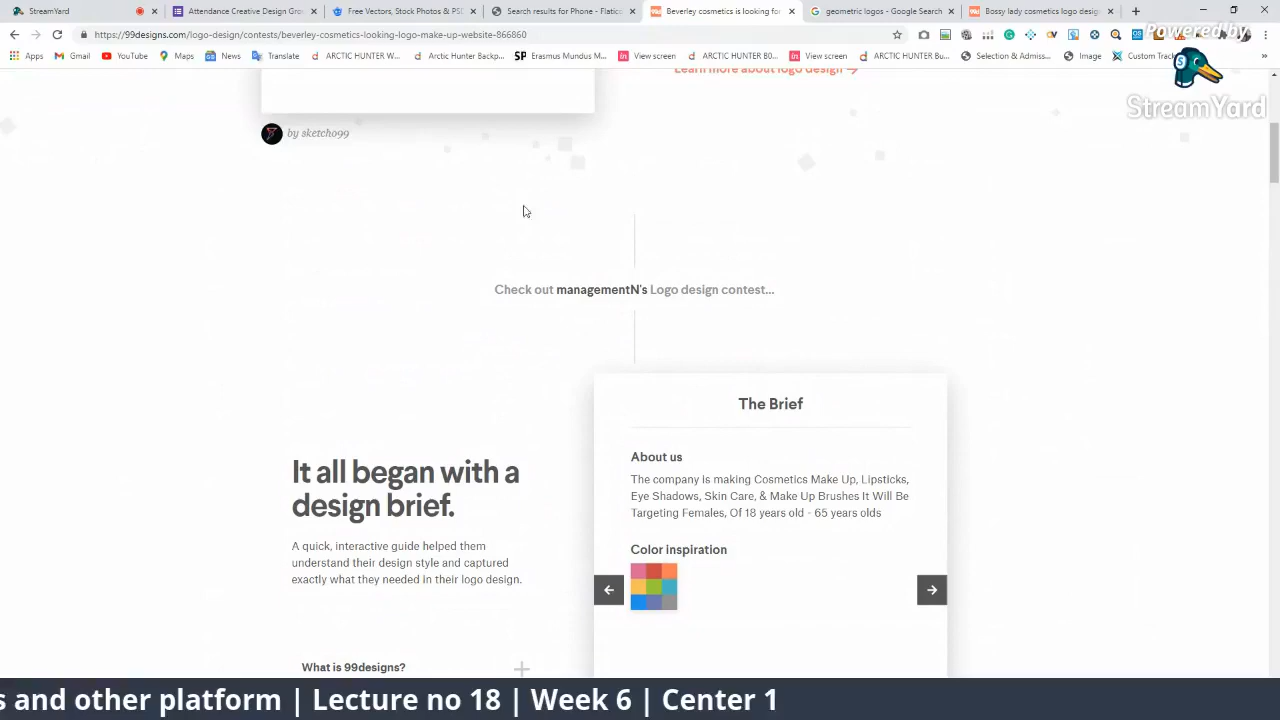 StreamYard
Attendance Creative Design Gro
Free Vectors, Stock Photos & PS
Search results for Phone - Flatic
Beverley cosmetics is looking fo
geometric logos - Google Search
Bossy lady cosmetics logo design
https://99designs.com/logo-design/contests/beverley-cosmetics-looking-logo-make-up-website-866860
Apps
Gmail
YouTube
Maps
News
Translate
ARCTIC HUNTER W...
Arctic Hunter
Erasmus Mundus M...
View screen
ARCTIC HUNTER 80...
View screen
ARCTIC HUNTER Bu...
Selection & Admiss...
Image
Custom Track
Powered by
StreamYard
Learn more about logo design →
by sketch099
Check out managementN's Logo design contest...
The Brief
About us
The company is making Cosmetics Make Up, Lipsticks,
Eye Shadows, Skin Care, & Make Up Brushes It Will Be
Targeting Females, Of 18 years old - 65 years olds
Color inspiration
It all began with a
design brief.
A quick, interactive guide helped them
understand their design style and captured
exactly what they needed in their logo design.
What is 99designs?
s and other platform | Lecture no 18 | Week 6 | Center 1